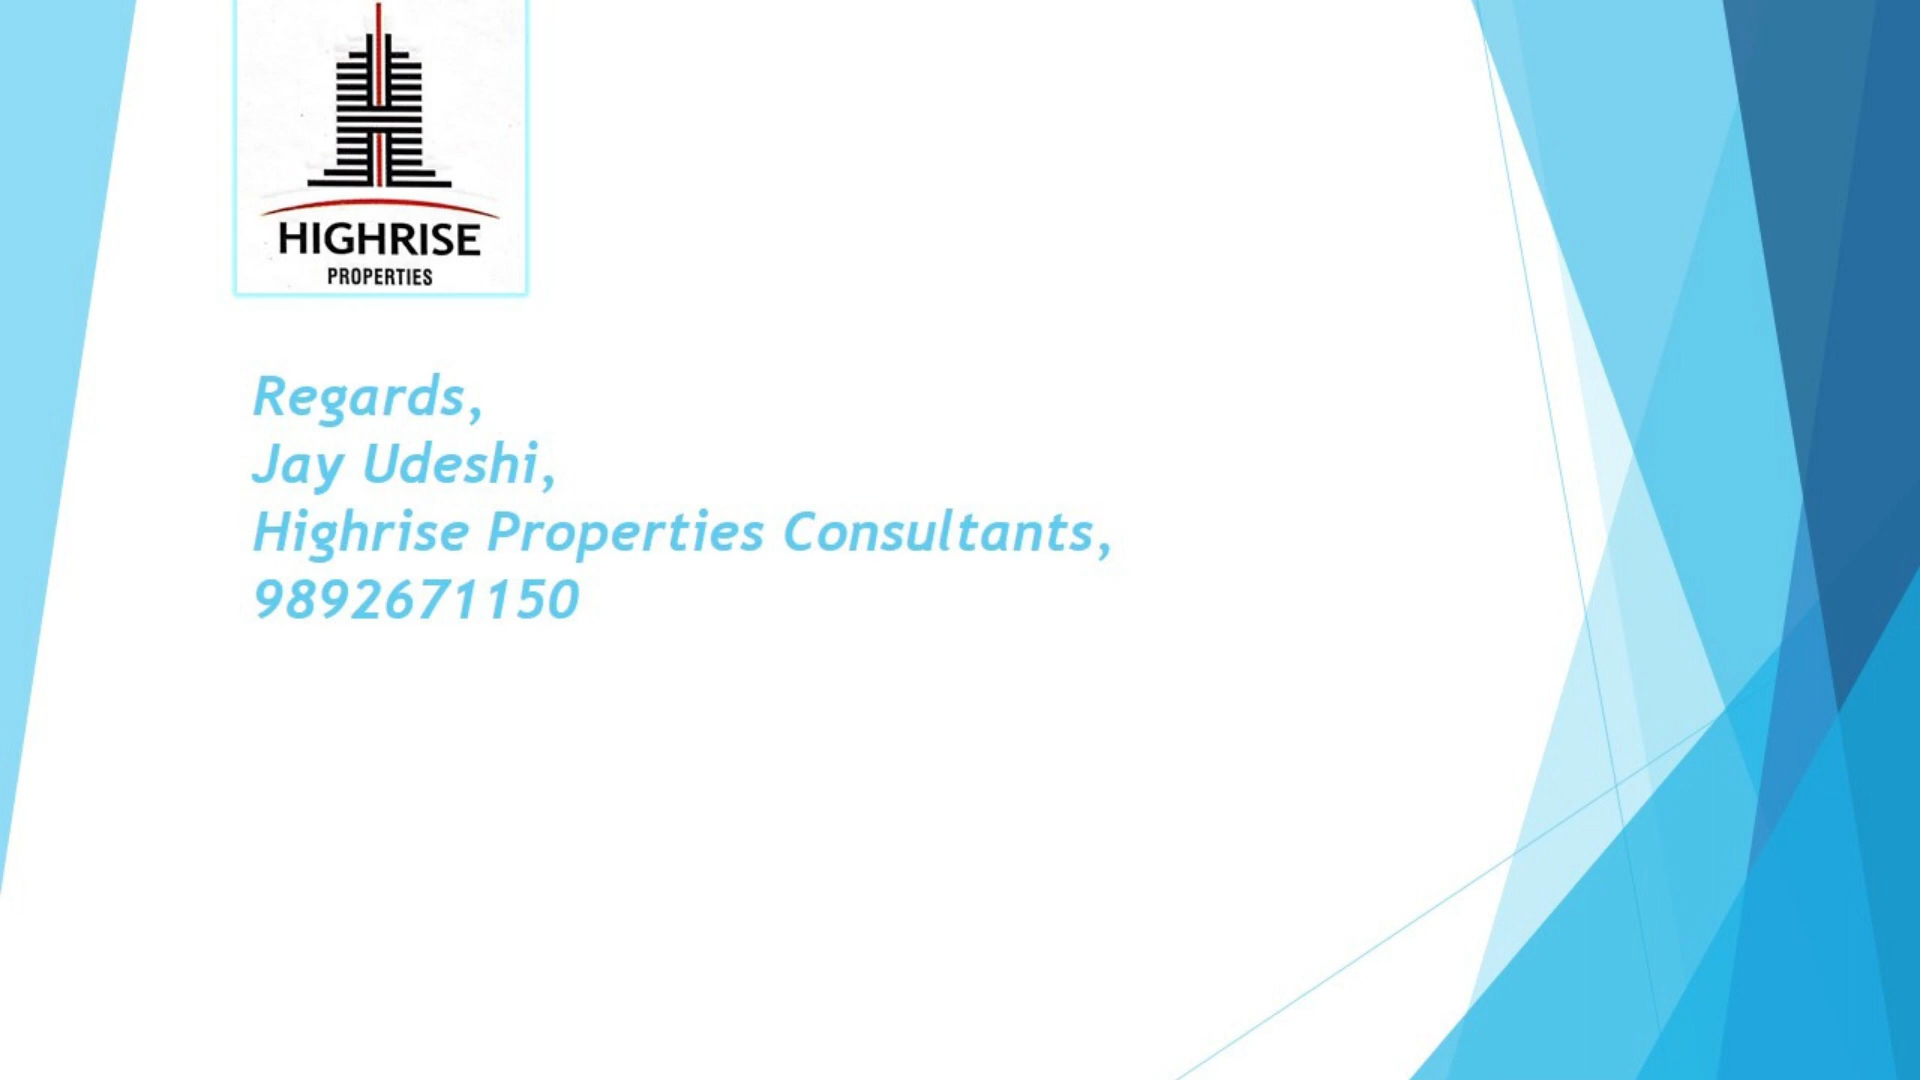 HIGHRISE
PROPERTIES
Regards,
Jay Udeshi,
Highrise Properties Consultants,
9892671150